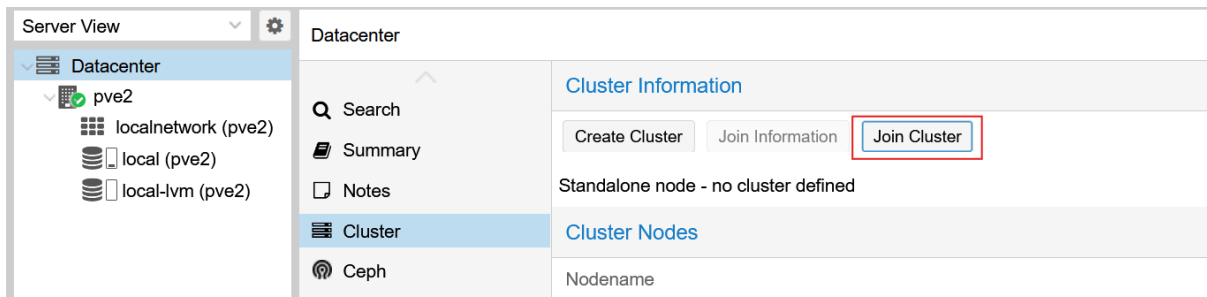 Server View
Datacenter
pve2
localnetwork (pve2)
local (pve2)
local-lvm (pve2)
Datacenter
Search
Summary
Notes
Cluster
Ceph
Cluster Information
Create Cluster
Join Information
Join Cluster
Standalone node - no cluster defined
Cluster Nodes
Nodename